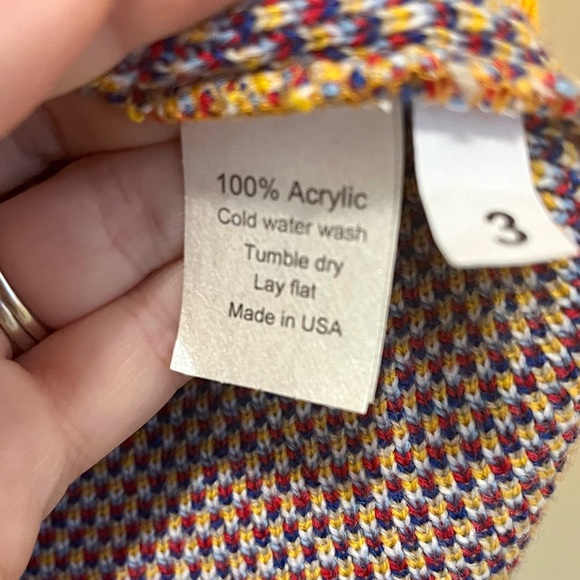 100% Acrylic
Cold water wash
Tumble dry
Lay flat
Made in USA
3